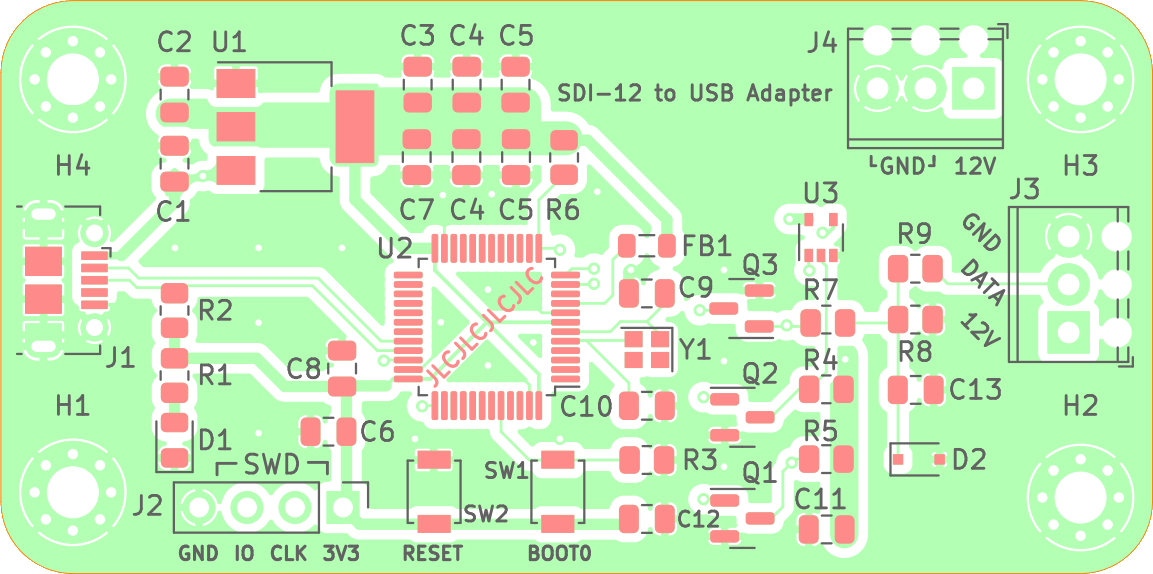 C2 U1 C3 C4 C5 J4
SDI-12 to USB Adapter
H4 └GND┘ 12V H3
C1 C7 C4 C5 R6 U3 J3
U2 FB1 R9 GND
Q3 DATA
C9 R7 12V
R2
J1 C8 JLCJLCJLCJLC Y1 R8
R1 Q2 R4
H1 C10 C13 H2
D1 C6 R5
SWD SW1 R3 Q1 D2
J2 SW2 C12 C11
GND IO CLK 3V3 RESET BOOT0